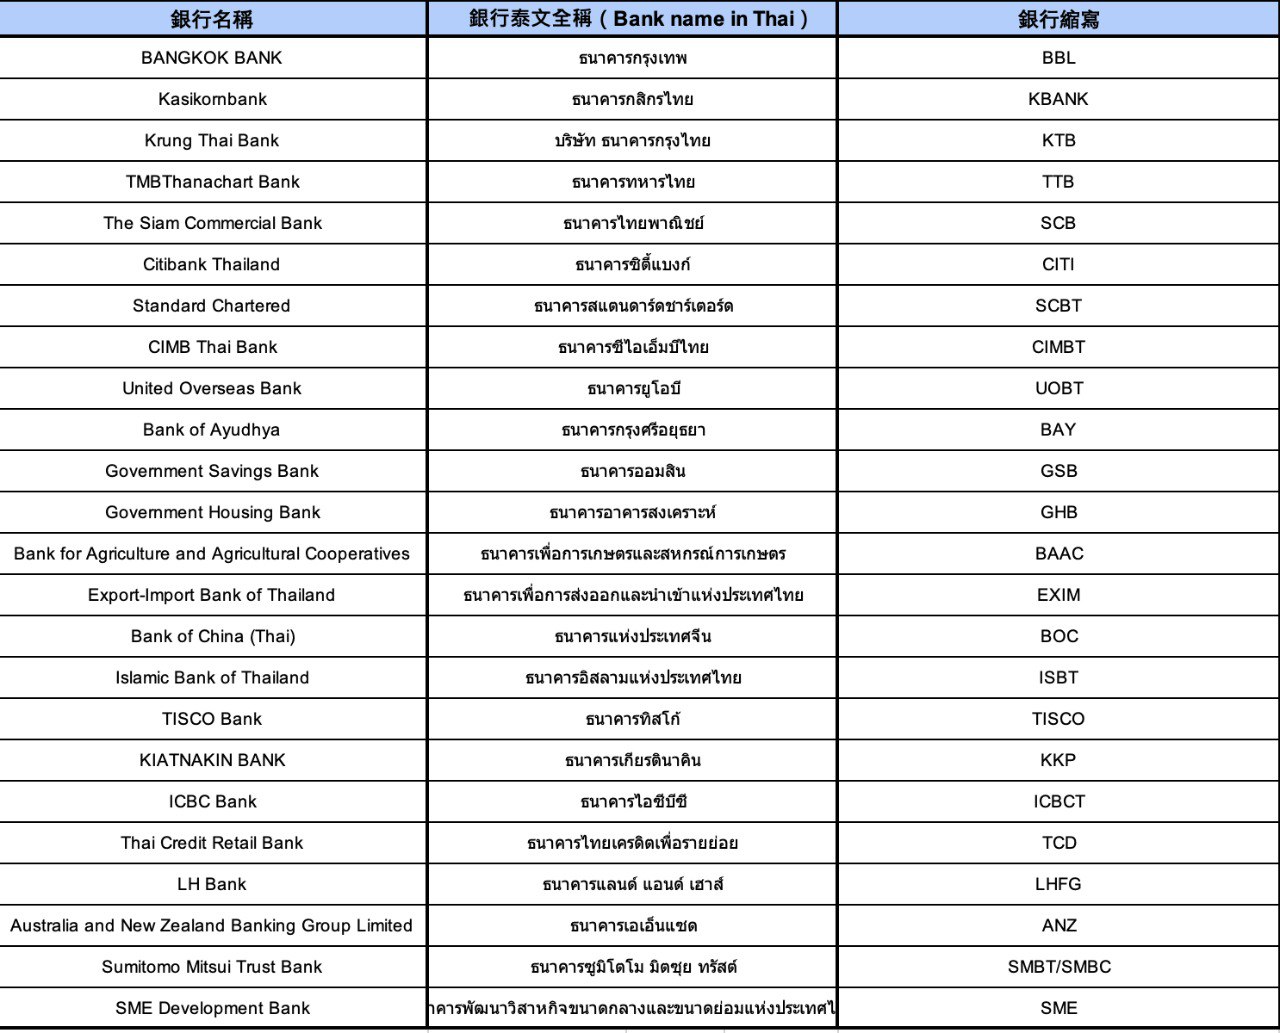 銀行名稱 銀行泰文全稱（Bank name in Thai） 銀行縮寫
BANGKOK BANK ธนาคารกรุงเทพ BBL
Kasikornbank ธนาคารกสิกรไทย KBANK
Krung Thai Bank บริษัท ธนาคารกรุงไทย KTB
TMBThanachart Bank ธนาคารทหารไทย TTB
The Siam Commercial Bank ธนาคารไทยพาณิชย์ SCB
Citibank Thailand ธนาคารซิตี้แบงก์ CITI
Standard Chartered ธนาคารสแตนดาร์ดชาร์เตอร์ด SCBT
CIMB Thai Bank ธนาคารซีไอเอ็มบีไทย CIMBT
United Overseas Bank ธนาคารยูโอบี UOBT
Bank of Ayudhya ธนาคารกรุงศรีอยุธยา BAY
Government Savings Bank ธนาคารออมสิน GSB
Government Housing Bank ธนาคารอาคารสงเคราะห์ GHB
Bank for Agriculture and Agricultural Cooperatives ธนาคารเพื่อการเกษตรและสหกรณ์การเกษตร BAAC
Export-Import Bank of Thailand ธนาคารเพื่อการส่งออกและนำเข้าแห่งประเทศไทย EXIM
Bank of China (Thai) ธนาคารแห่งประเทศจีน BOC
Islamic Bank of Thailand ธนาคารอิสลามแห่งประเทศไทย ISBT
TISCO Bank ธนาคารทิสโก้ TISCO
KIATNAKIN BANK ธนาคารเกียรตินาคิน KKP
ICBC Bank ธนาคารไอซีบีซี ICBCT
Thai Credit Retail Bank ธนาคารไทยเครดิตเพื่อรายย่อย TCD
LH Bank ธนาคารแลนด์ แอนด์ เฮาส์ LHFG
Australia and New Zealand Banking Group Limited ธนาคารเอเอ็นแซด ANZ
Sumitomo Mitsui Trust Bank ธนาคารซูมิโตโม มิตซุย ทรัสต์ SMBT/SMBC
SME Development Bank าคารพัฒนาวิสาหกิจขนาดกลางและขนาดย่อมแห่งประเทศไ SME